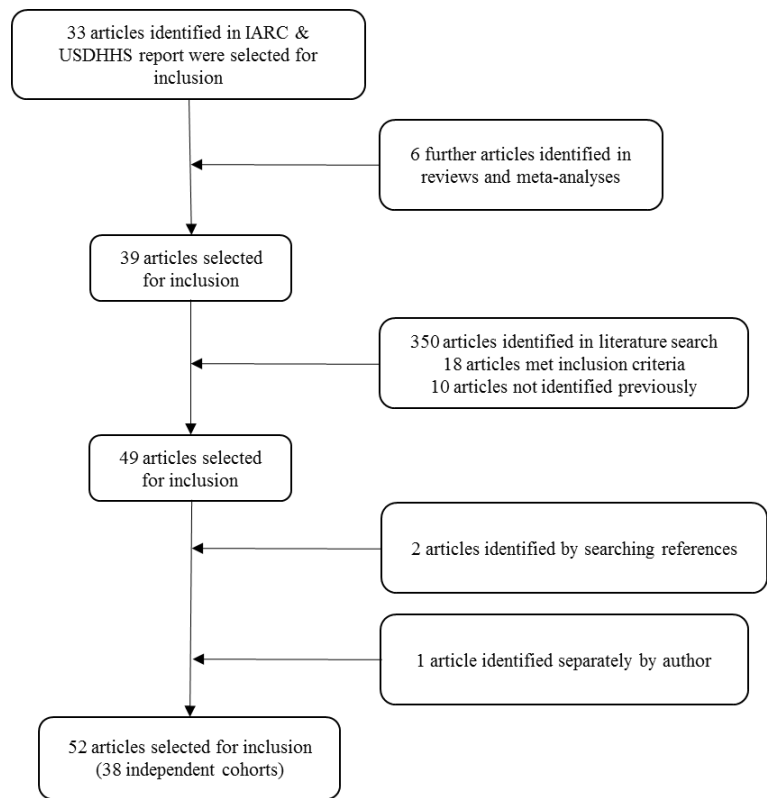 33 articles identified in IARC &
USDHHS report were selected for
inclusion
6 further articles identified in
reviews and meta-analyses
39 articles selected
for inclusion
350 articles identified in literature search
18 articles met inclusion criteria
10 articles not identified previously
49 articles selected
for inclusion
2 articles identified by searching references
1 article identified separately by author
52 articles selected for inclusion
(38 independent cohorts)